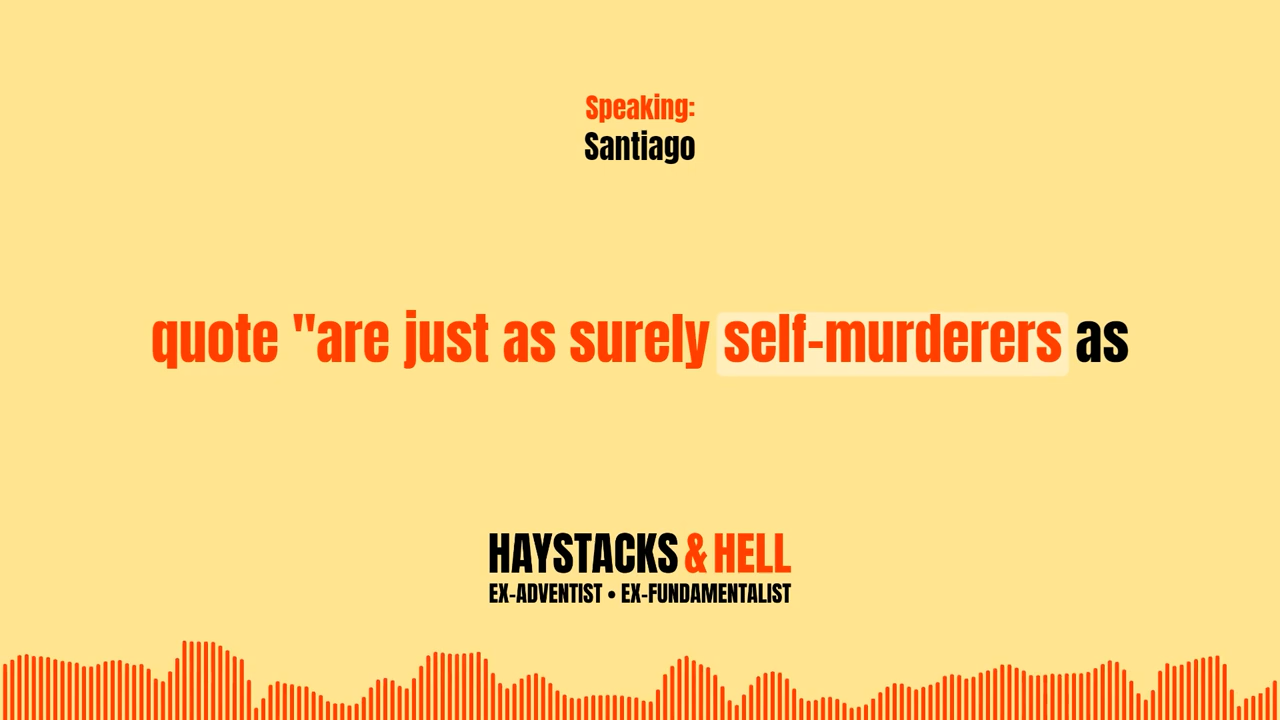 Speaking:
Santiago
quote "are just as surely self-murderers as
HAYSTACKS & HELL
EX-ADVENTIST • EX-FUNDAMENTALIST